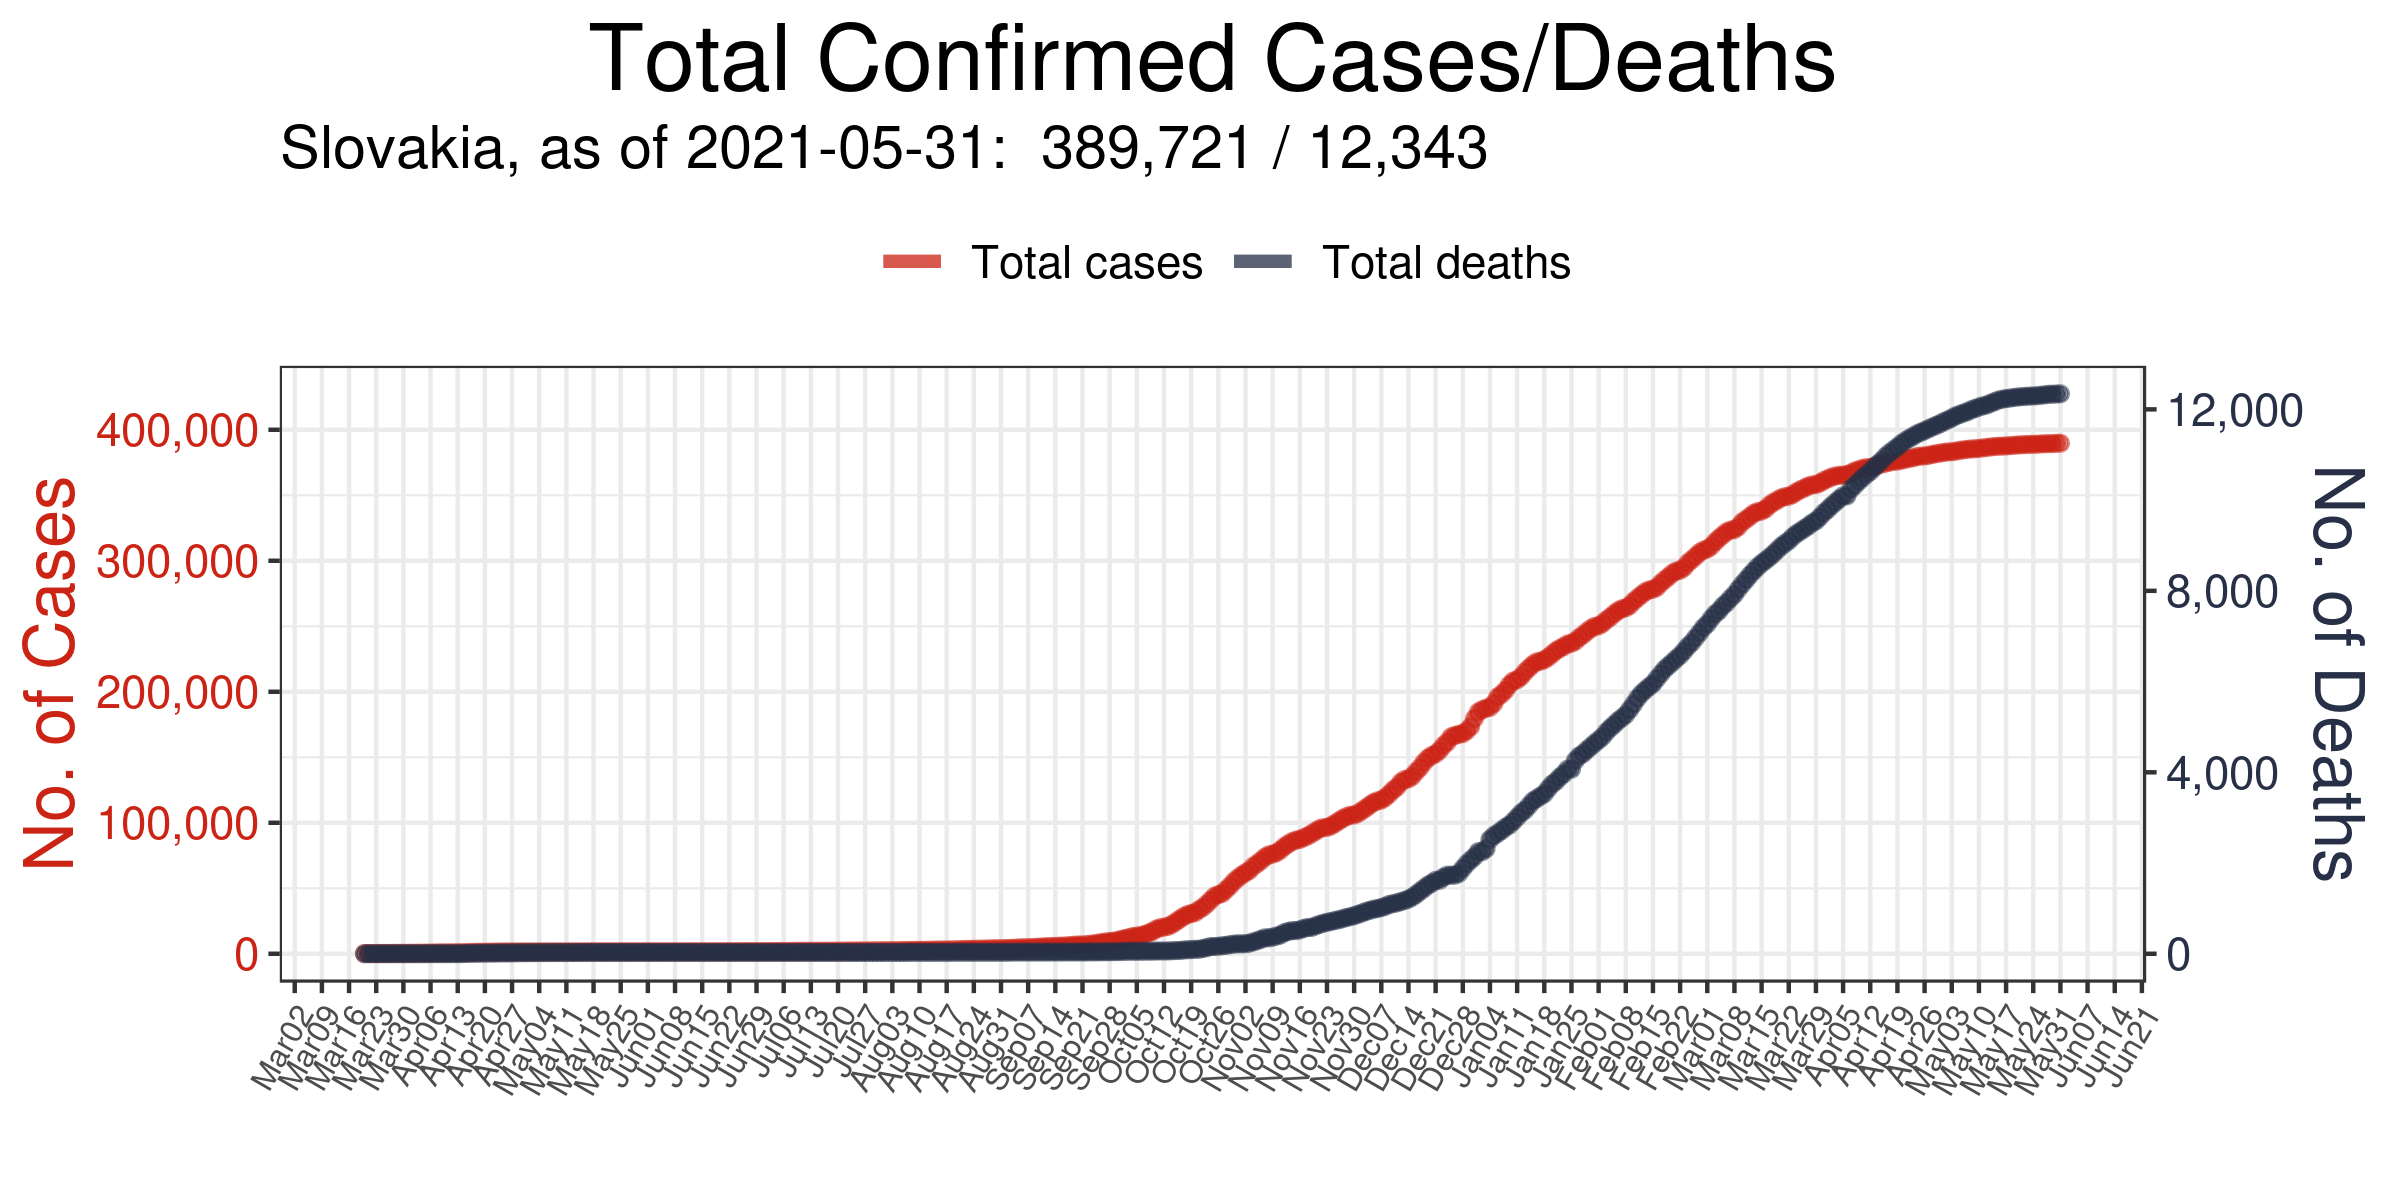 Total Confirmed Cases/Deaths
Slovakia, as of 2021-05-31:  389,721 / 12,343
Total cases
Total deaths
No. of Cases
400,000
300,000
200,000
100,000
0
12,000
8,000
4,000
0
No. of Deaths
Mar02
Mar09
Mar16
Mar23
Mar30
Apr06
Apr13
Apr20
Apr27
May04
May11
May18
May25
Jun01
Jun08
Jun15
Jun22
Jun29
Jul06
Jul13
Jul20
Jul27
Aug03
Aug10
Aug17
Aug24
Aug31
Sep07
Sep14
Sep21
Sep28
Oct05
Oct12
Oct19
Oct26
Nov02
Nov09
Nov16
Nov23
Nov30
Dec07
Dec14
Dec21
Dec28
Jan04
Jan11
Jan18
Jan25
Feb01
Feb08
Feb15
Feb22
Mar01
Mar08
Mar15
Mar22
Mar29
Apr05
Apr12
Apr19
Apr26
May03
May10
May17
May24
May31
Jun07
Jun14
Jun21